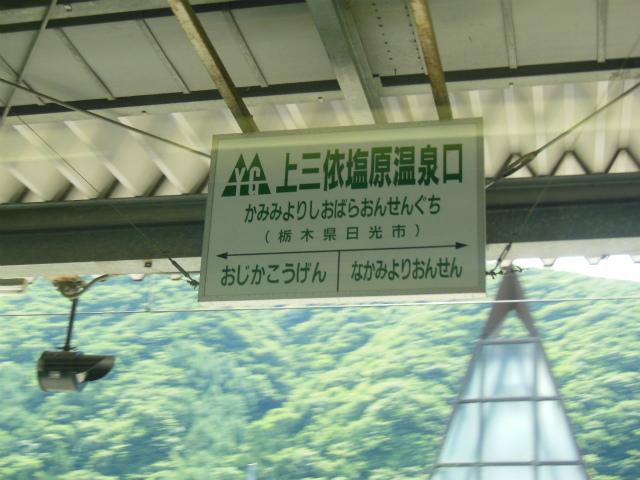 上三依塩原温泉口
かみみよりしおばらおんせんぐち
(栃木県日光市)
おじかこうげん なかみよりおんせん